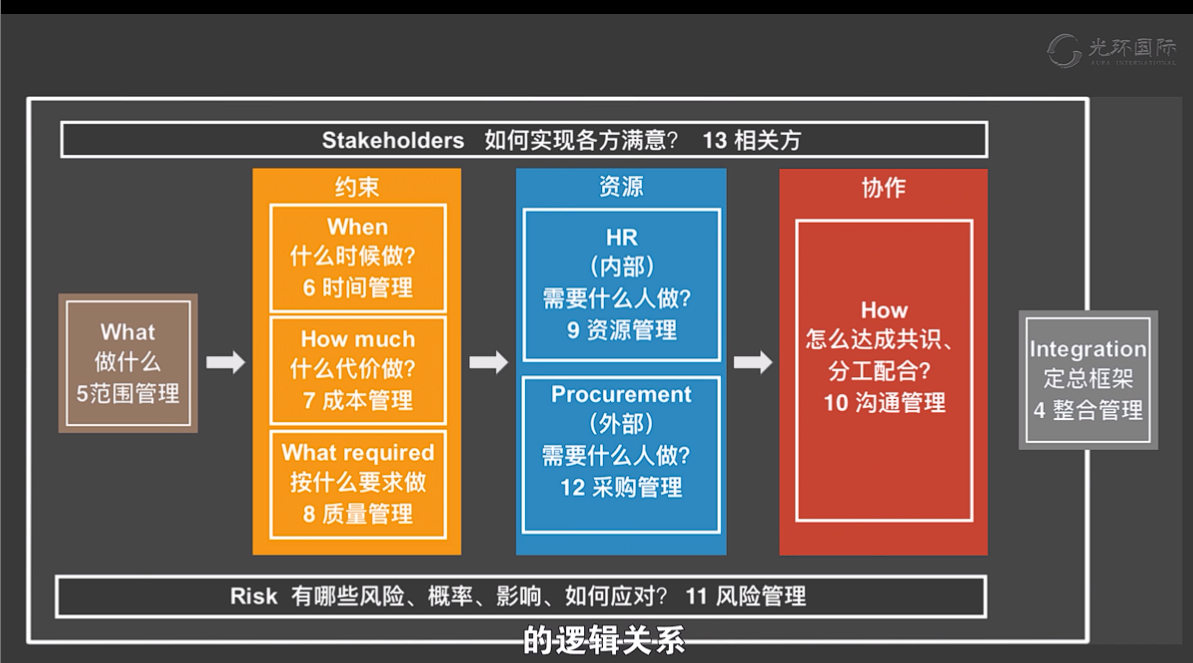 光环国际
AURA INTERNATIONAL
Stakeholders 如何实现各方满意? 13 相关方
What
做什么
5范围管理
约束
When
什么时候做?
6 时间管理
How much
什么代价做?
7 成本管理
What required
按什么要求做
8 质量管理
资源
HR
（内部）
需要什么人做?
9 资源管理
Procurement
（外部）
需要什么人做?
12 采购管理
协作
How
怎么达成共识、
分工配合?
10 沟通管理
Integration
定总框架
4 整合管理
Risk 有哪些风险、概率、影响、如何应对? 11 风险管理
的逻辑关系